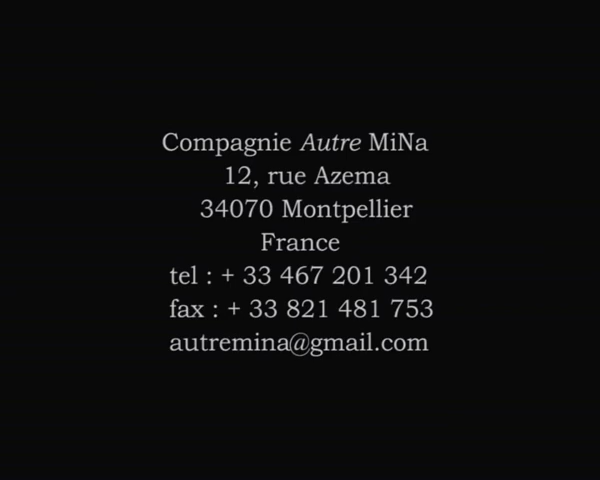 Compagnie Autre MiNa
12, rue Azema
34070 Montpellier
France
tel : + 33 467 201 342
fax : + 33 821 481 753
autremina@gmail.com